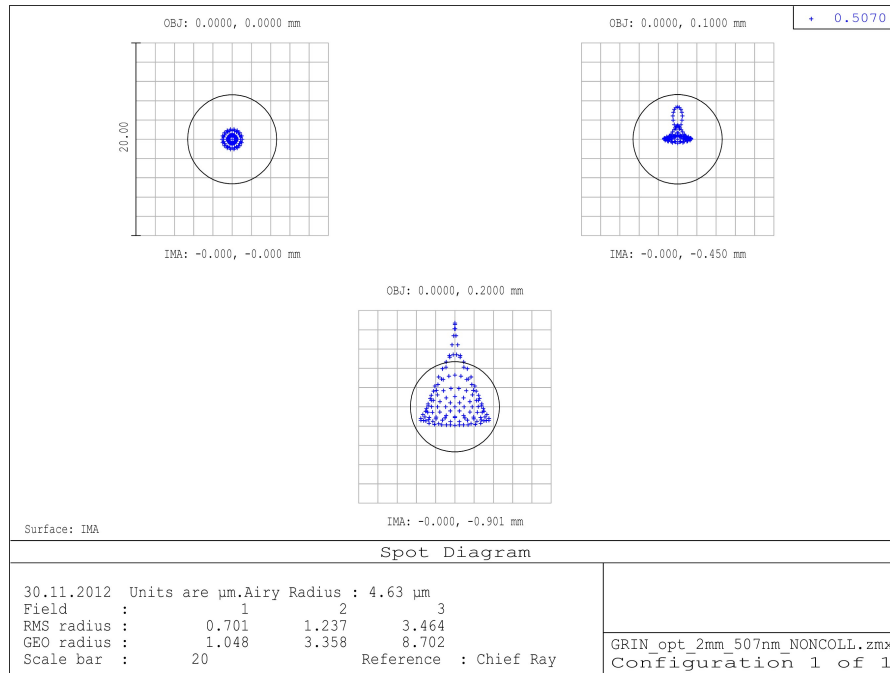 OBJ: 0.0000, 0.0000 mm
OBJ: 0.0000, 0.1000 mm
+ 0.5070
20.00
IMA: -0.000, -0.000 mm
IMA: -0.000, -0.450 mm
OBJ: 0.0000, 0.2000 mm
IMA: -0.000, -0.901 mm
Surface: IMA
Spot Diagram
30.11.2012 Units are µm.Airy Radius : 4.63 µm
Field : 1 2 3
RMS radius : 0.701 1.237 3.464
GEO radius : 1.048 3.358 8.702
Scale bar : 20 Reference : Chief Ray
GRIN_opt_2mm_507nm_NONCOLL.zmx
Configuration 1 of 1